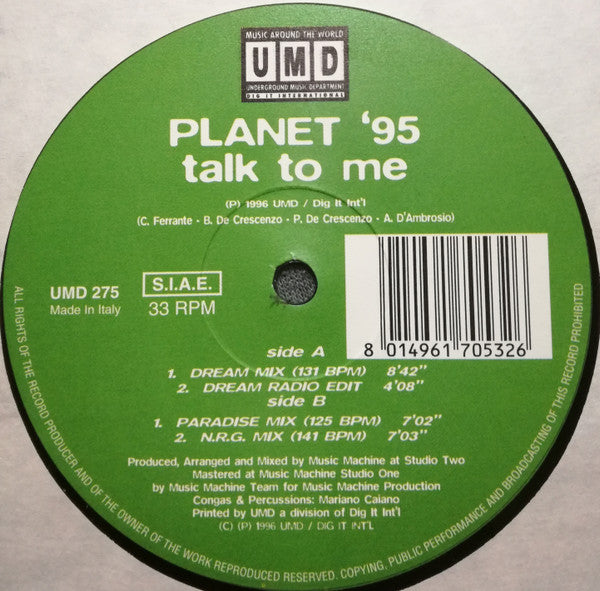 MUSIC AROUND THE WORLD
UMD
UNDERGROUND MUSIC DEPARTMENT
DIG IT INTERNATIONAL
PLANET '95
talk to me
(P) 1996 UMD / Dig It Int'l
(C. Ferrante - B. De Crescenzo - P. De Crescenzo - A. D'Ambrosio)
UMD 275
Made in Italy
S.I.A.E.
33 RPM
8 014961 705326
side A
1. DREAM MIX (131 BPM) 8'42"
2. DREAM RADIO EDIT 4'08"
side B
1. PARADISE MIX (125 BPM) 7'02"
2. N.R.G. MIX (141 BPM) 7'03"
Produced, Arranged and Mixed by Music Machine at Studio Two
Mastered at Music Machine Studio One
by Music Machine Team for Music Machine Production
Congas & Percussions: Mariano Caiano
Printed by UMD a division of Dig It Int'l
(C) (P) 1996 UMD / DIG IT INT'L
ALL RIGHTS OF THE RECORD PRODUCER AND OF THE OWNER OF THE WORK REPRODUCED RESERVED. COPYING, PUBLIC PERFORMANCE AND BROADCASTING OF THIS RECORD PROHIBITED